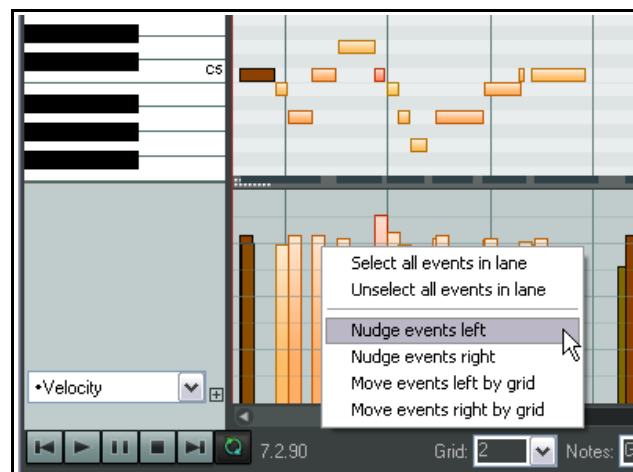 C5
Select all events in lane
Unselect all events in lane
Nudge events left
Nudge events right
Move events left by grid
Move events right by grid
•Velocity
7.2.90 Grid: 2 Notes: